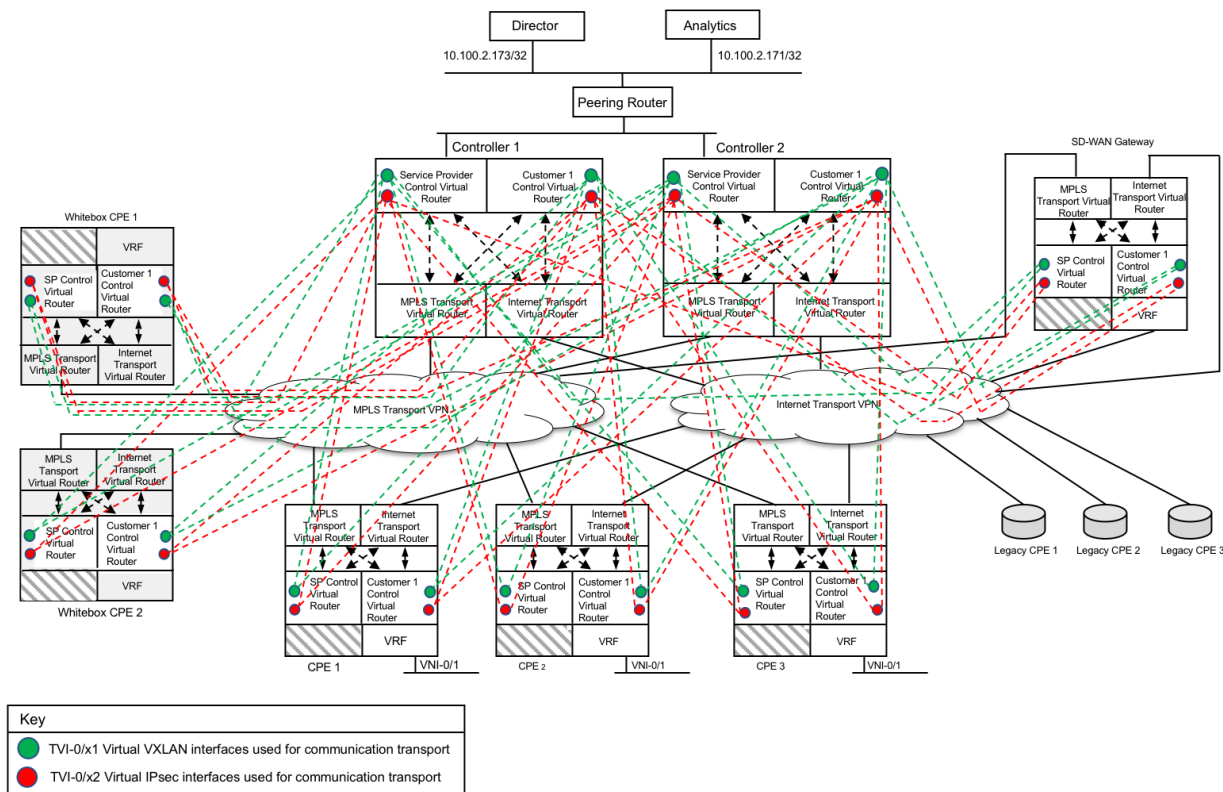 Director
Analytics
10.100.2.173/32
10.100.2.171/32
Peering Router
Controller 1
Controller 2
SD-WAN Gateway
Service Provider
Control Virtual
Router
Customer 1
Control Virtual
Router
MPLS Transport
Virtual Router
Internet Transport
Virtual Router
Service Provider
Control Virtual
Router
Customer 1
Control Virtual
Router
MPLS Transport
Virtual Router
Internet Transport
Virtual Router
MPLS
Transport Virtual
Router
Internet
Transport Virtual
Router
SP Control
Virtual
Router
Customer 1
Control Virtual
Router
VRF
Whitebox CPE 1
VRF
SP Control
Virtual
Router
Customer 1
Control
Virtual
Router
MPLS Transport
Virtual Router
Internet
Transport
Virtual Router
MPLS Transport VPN
Internet Transport VPN
MPLS
Transport
Virtual Router
Internet
Transport
Virtual Router
SP Control
Virtual
Router
Customer 1
Control
Virtual
Router
VRF
Whitebox CPE 2
MPLS
Transport
Virtual Router
Internet
Transport
Virtual Router
SP Control
Virtual
Router
Customer 1
Control
Virtual
Router
VRF
CPE 1
VNI-0/1
MPLS
Transport
Virtual Router
Internet
Transport
Virtual Router
SP Control
Virtual
Router
Customer 1
Control
Virtual
Router
VRF
CPE 2
VNI-0/1
MPLS
Transport
Virtual Router
Internet
Transport
Virtual Router
SP Control
Virtual
Router
Customer 1
Control
Virtual
Router
VRF
CPE 3
VNI-0/1
Legacy CPE 1
Legacy CPE 2
Legacy CPE 3
Key
TVI-0/x1 Virtual VXLAN interfaces used for communication transport
TVI-0/x2 Virtual IPsec interfaces used for communication transport